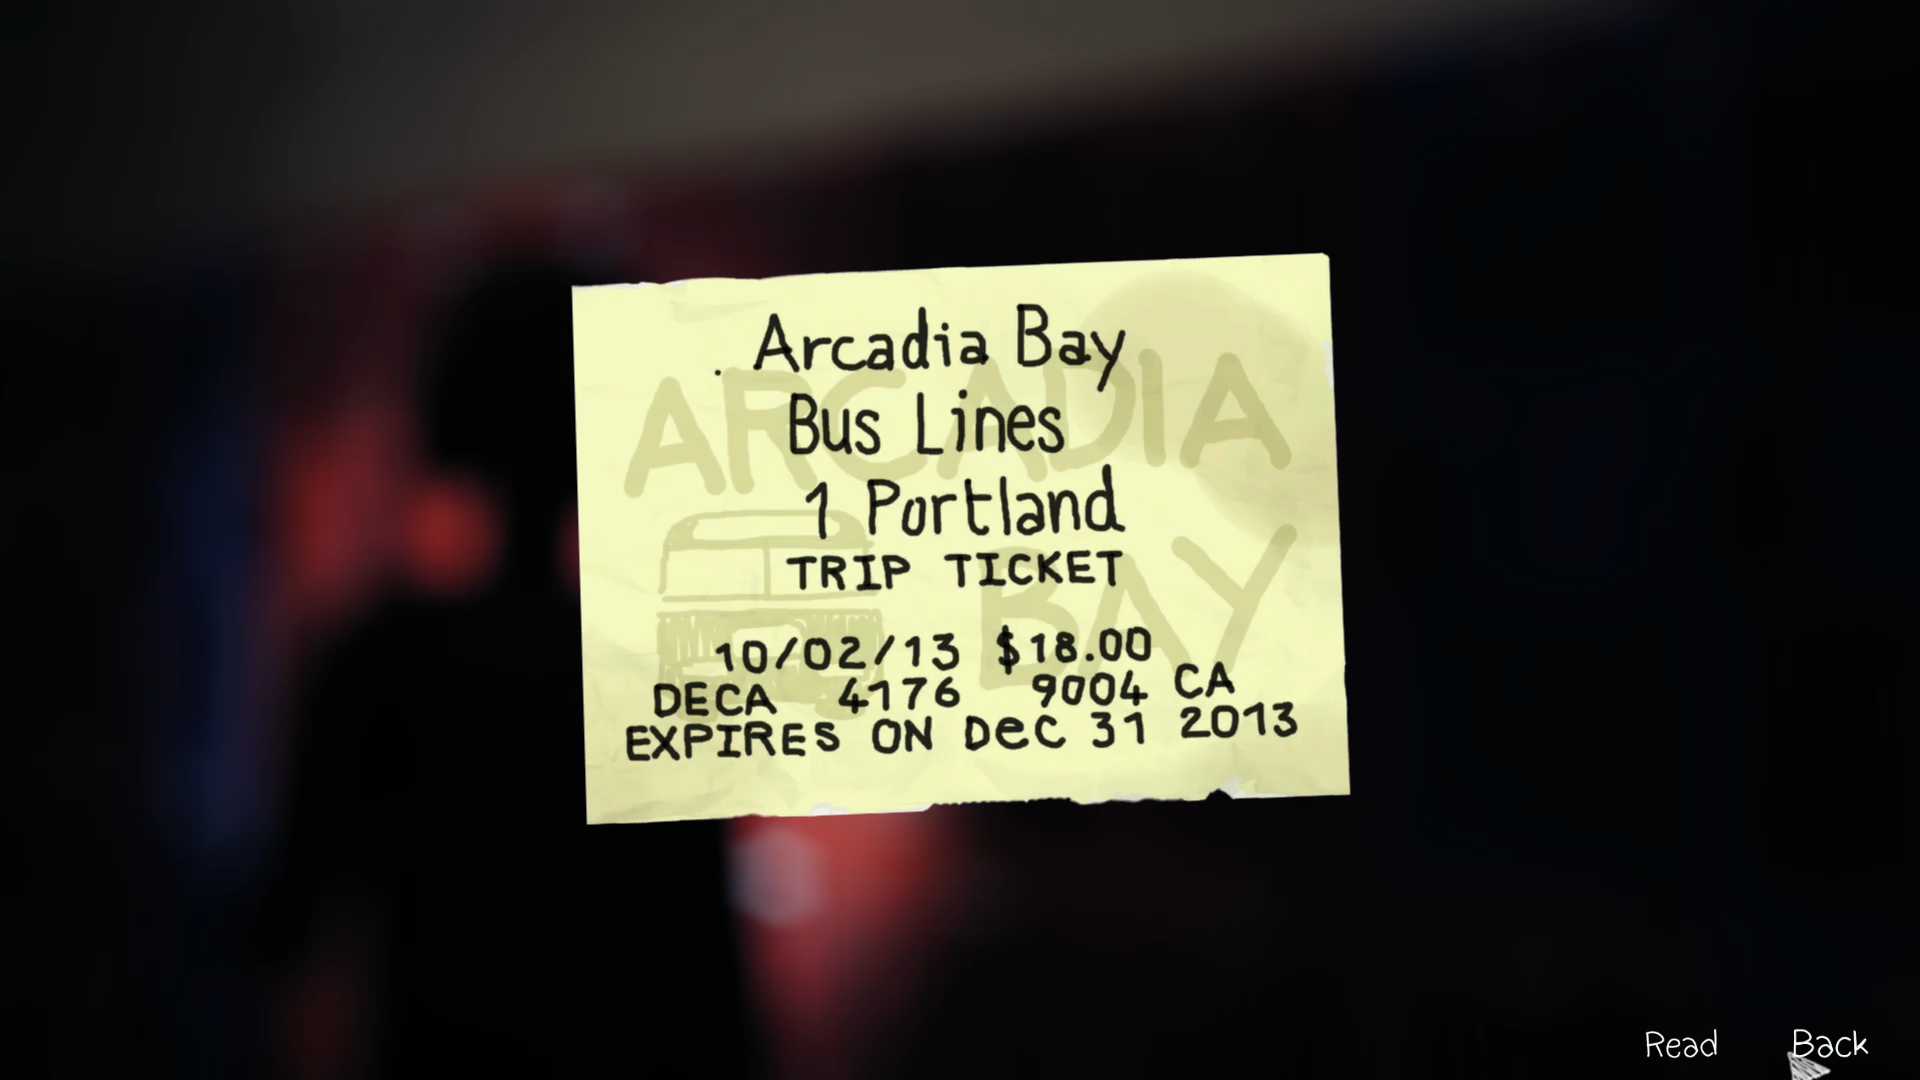 Arcadia Bay
Bus Lines
1 Portland
TRIP TICKET
10/02/13 $18.00
DECA 4176 9004 CA
EXPIRES ON Dec 31 2013
ARCADIA
BAY
Read Back